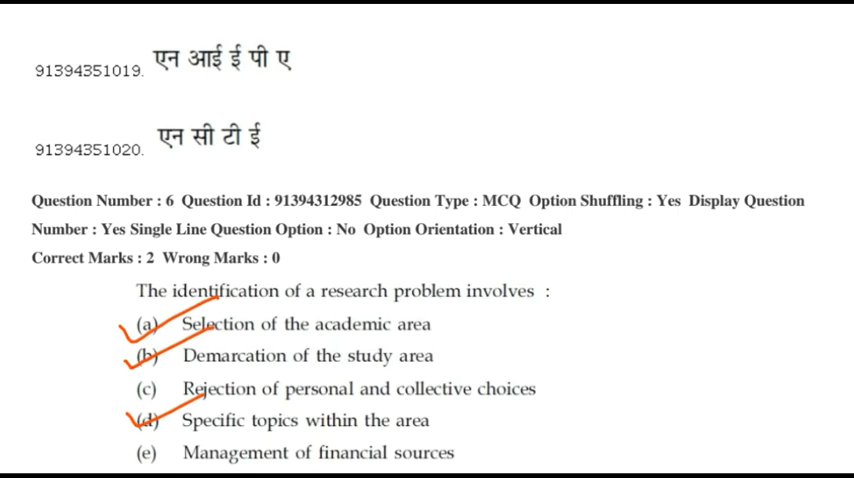 91394351019. एन आई ई पी ए
91394351020. एन सी टी ई
Question Number : 6 Question Id : 91394312985 Question Type : MCQ Option Shuffling : Yes Display Question
Number : Yes Single Line Question Option : No Option Orientation : Vertical
Correct Marks : 2 Wrong Marks : 0
The identification of a research problem involves :
(a) Selection of the academic area
(b) Demarcation of the study area
(c) Rejection of personal and collective choices
(d) Specific topics within the area
(e) Management of financial sources